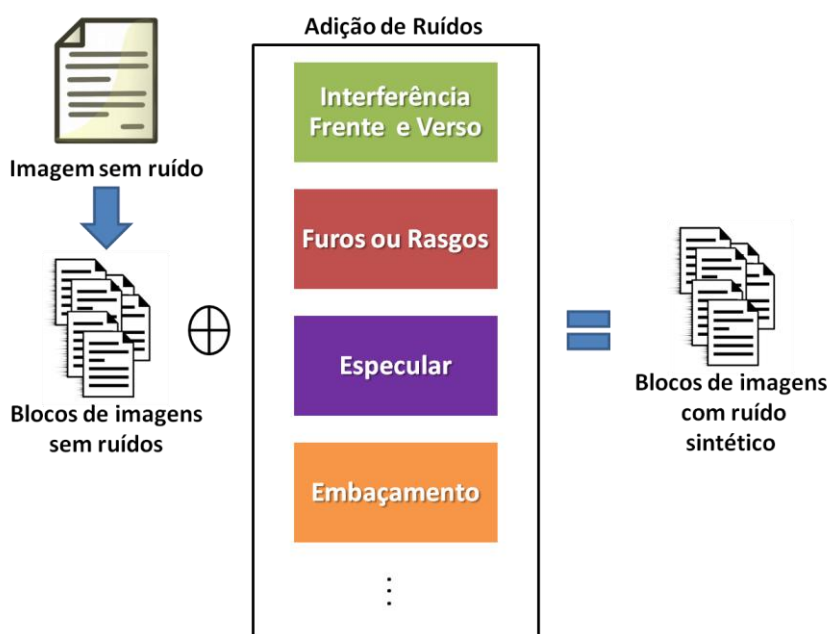 Adição de Ruídos
Imagem sem ruído
Blocos de imagens
sem ruídos
Interferência
Frente e Verso
Furos ou Rasgos
Especular
Embaçamento
Blocos de imagens
com ruído
sintético